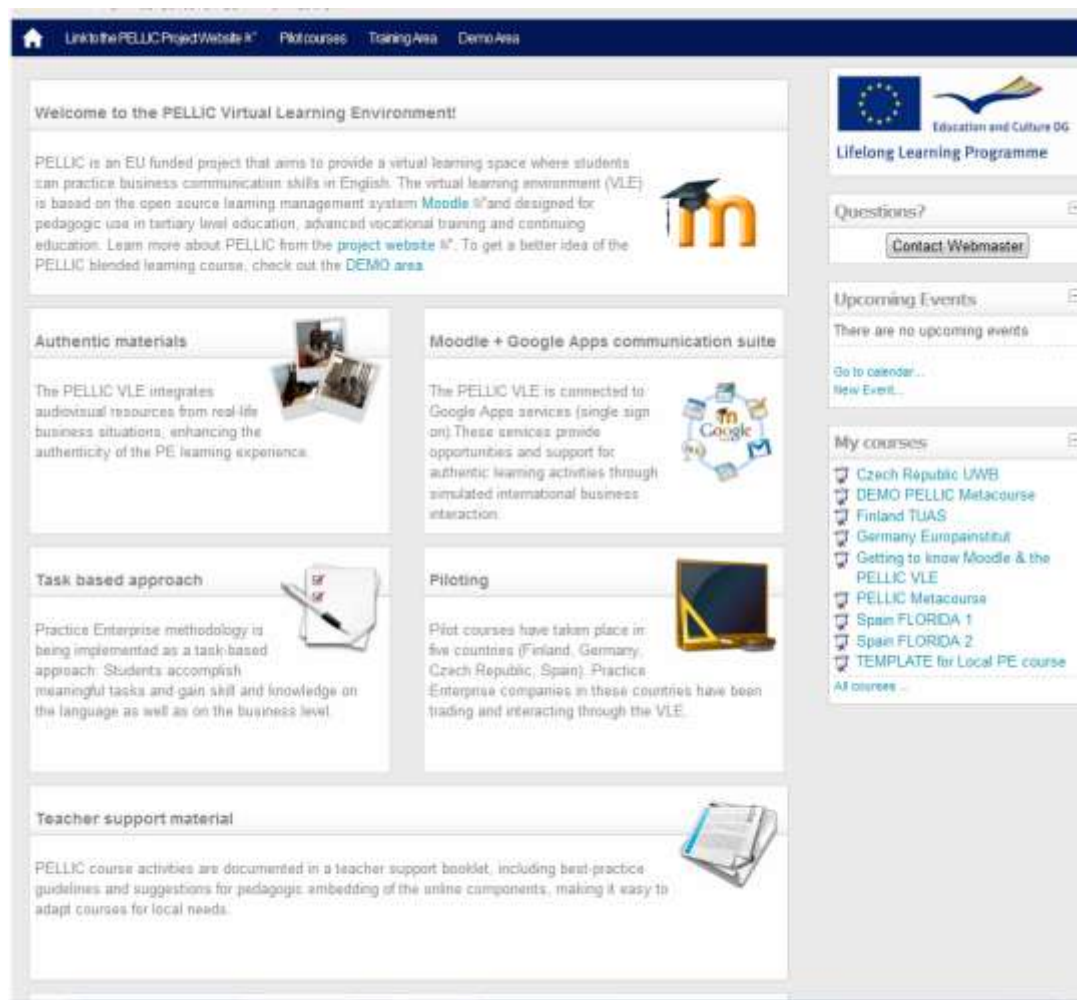 Link to the PELLIC Project Website
Pilot courses
Training Area
Demo Area
Welcome to the PELLIC Virtual Learning Environment!
PELLIC is an EU funded project that aims to provide a virtual learning space where students
can practice business communication skills in English. The virtual learning environment (VLE)
is based on the open source learning management system Moodle and designed for
pedagogic use in tertiary level education, advanced vocational training and continuing
education. Learn more about PELLIC from the project website . To get a better idea of the
PELLIC blended learning course, check out the DEMO area
m
Authentic materials
The PELLIC VLE integrates
audiovisual resources from real-life
business situations, enhancing the
authenticity of the PE learning experience.
Moodle + Google Apps communication suite
The PELLIC VLE is connected to
Google Apps services (single sign
on).These services provide
opportunities and support for
authentic learning activities through
simulated international business
interaction.
m
Google
Task based approach
Practice Enterprise methodology is
being implemented as a task-based
approach. Students accomplish
meaningful tasks and gain skill and knowledge on
the language as well as on the business level.
Piloting
Pilot courses have taken place in
five countries (Finland, Germany,
Czech Republic, Spain). Practice
Enterprise companies in these countries have been
trading and interacting through the VLE.
Teacher support material
PELLIC course activities are documented in a teacher support booklet, including best-practice
guidelines and suggestions for pedagogic embedding of the online components, making it easy to
adapt courses for local needs.
Education and Culture DG
Lifelong Learning Programme
Questions?
Contact Webmaster
Upcoming Events
There are no upcoming events
Go to calendar...
New Event...
My courses
Czech Republic UWB
DEMO PELLIC Metacourse
Finland TUAS
Germany Europainstitut
Getting to know Moodle & the
PELLIC VLE
PELLIC Metacourse
Spain FLORIDA 1
Spain FLORIDA 2
TEMPLATE for Local PE course
All courses ...